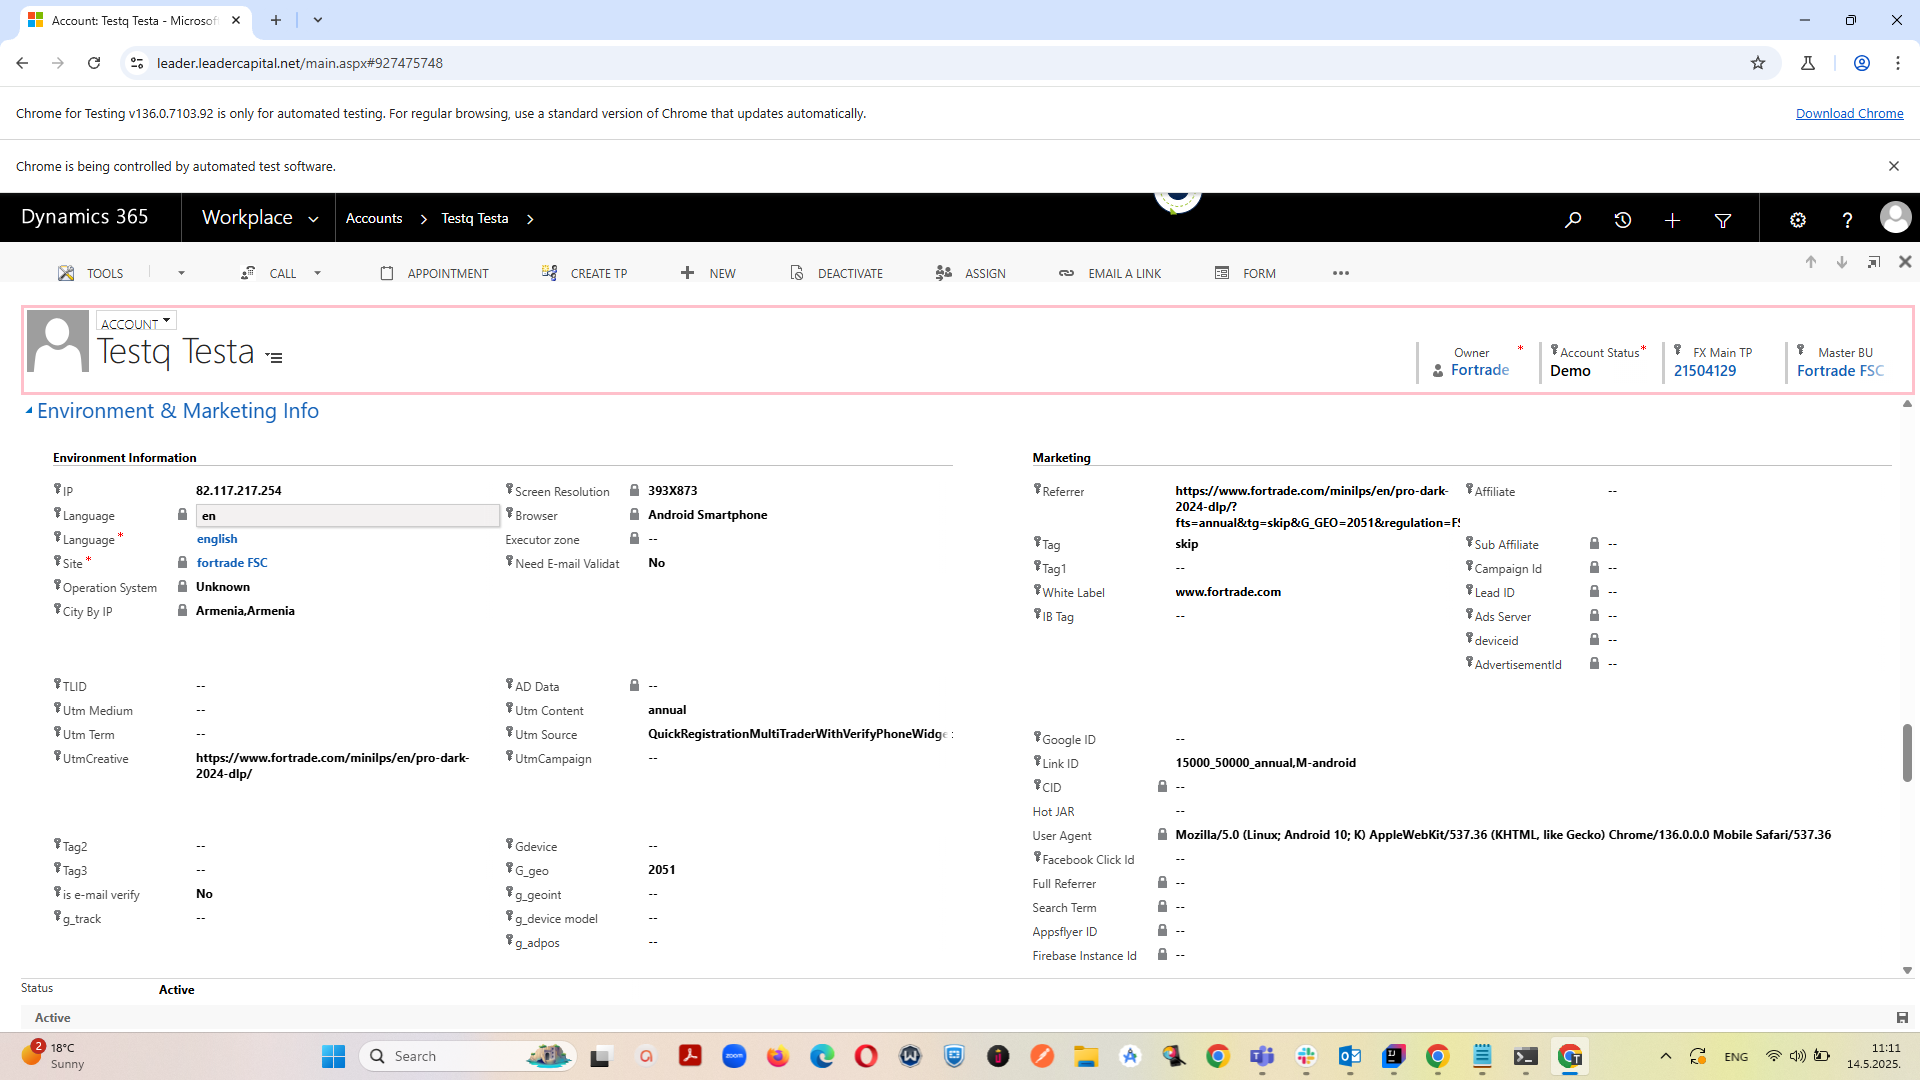 Account: Testq Testa - Microsof
leader.leadercapital.net/main.aspx#927475748
Chrome for Testing v136.0.7103.92 is only for automated testing. For regular browsing, use a standard version of Chrome that updates automatically.
Download Chrome
Chrome is being controlled by automated test software.
Dynamics 365
Workplace
Accounts
Testq Testa
TOOLS
CALL
APPOINTMENT
CREATE TP
NEW
DEACTIVATE
ASSIGN
EMAIL A LINK
FORM
ACCOUNT
Testq Testa
Owner *
Fortrade
Account Status *
Demo
FX Main TP
21504129
Master BU
Fortrade FSC
Environment & Marketing Info
Environment Information
IP 82.117.217.254
Language en
Language * english
Site * fortrade FSC
Operation System Unknown
City By IP Armenia,Armenia
Screen Resolution 393X873
Browser Android Smartphone
Executor zone --
Need E-mail Validat No
TLID --
Utm Medium --
Utm Term --
UtmCreative https://www.fortrade.com/minilps/en/pro-dark-
2024-dlp/
AD Data --
Utm Content annual
Utm Source QuickRegistrationMultiTraderWithVerifyPhoneWidge
UtmCampaign --
Tag2 --
Tag3 --
is e-mail verify No
g_track --
Gdevice --
G_geo 2051
g_geoint --
g_device model --
g_adpos --
Marketing
Referrer https://www.fortrade.com/minilps/en/pro-dark-
2024-dlp/?
fts=annual&tg=skip&G_GEO=2051&regulation=FS
Tag skip
Tag1 --
White Label www.fortrade.com
IB Tag --
Affiliate --
Sub Affiliate --
Campaign Id --
Lead ID --
Ads Server --
deviceid --
AdvertisementId --
Google ID --
Link ID 15000_50000_annual,M-android
CID --
Hot JAR --
User Agent Mozilla/5.0 (Linux; Android 10; K) AppleWebKit/537.36 (KHTML, like Gecko) Chrome/136.0.0.0 Mobile Safari/537.36
Facebook Click Id --
Full Referrer --
Search Term --
Appsflyer ID --
Firebase Instance Id --
Status Active
Active
2
18°C
Sunny
Search
zoom
ENG
11:11
14.5.2025.